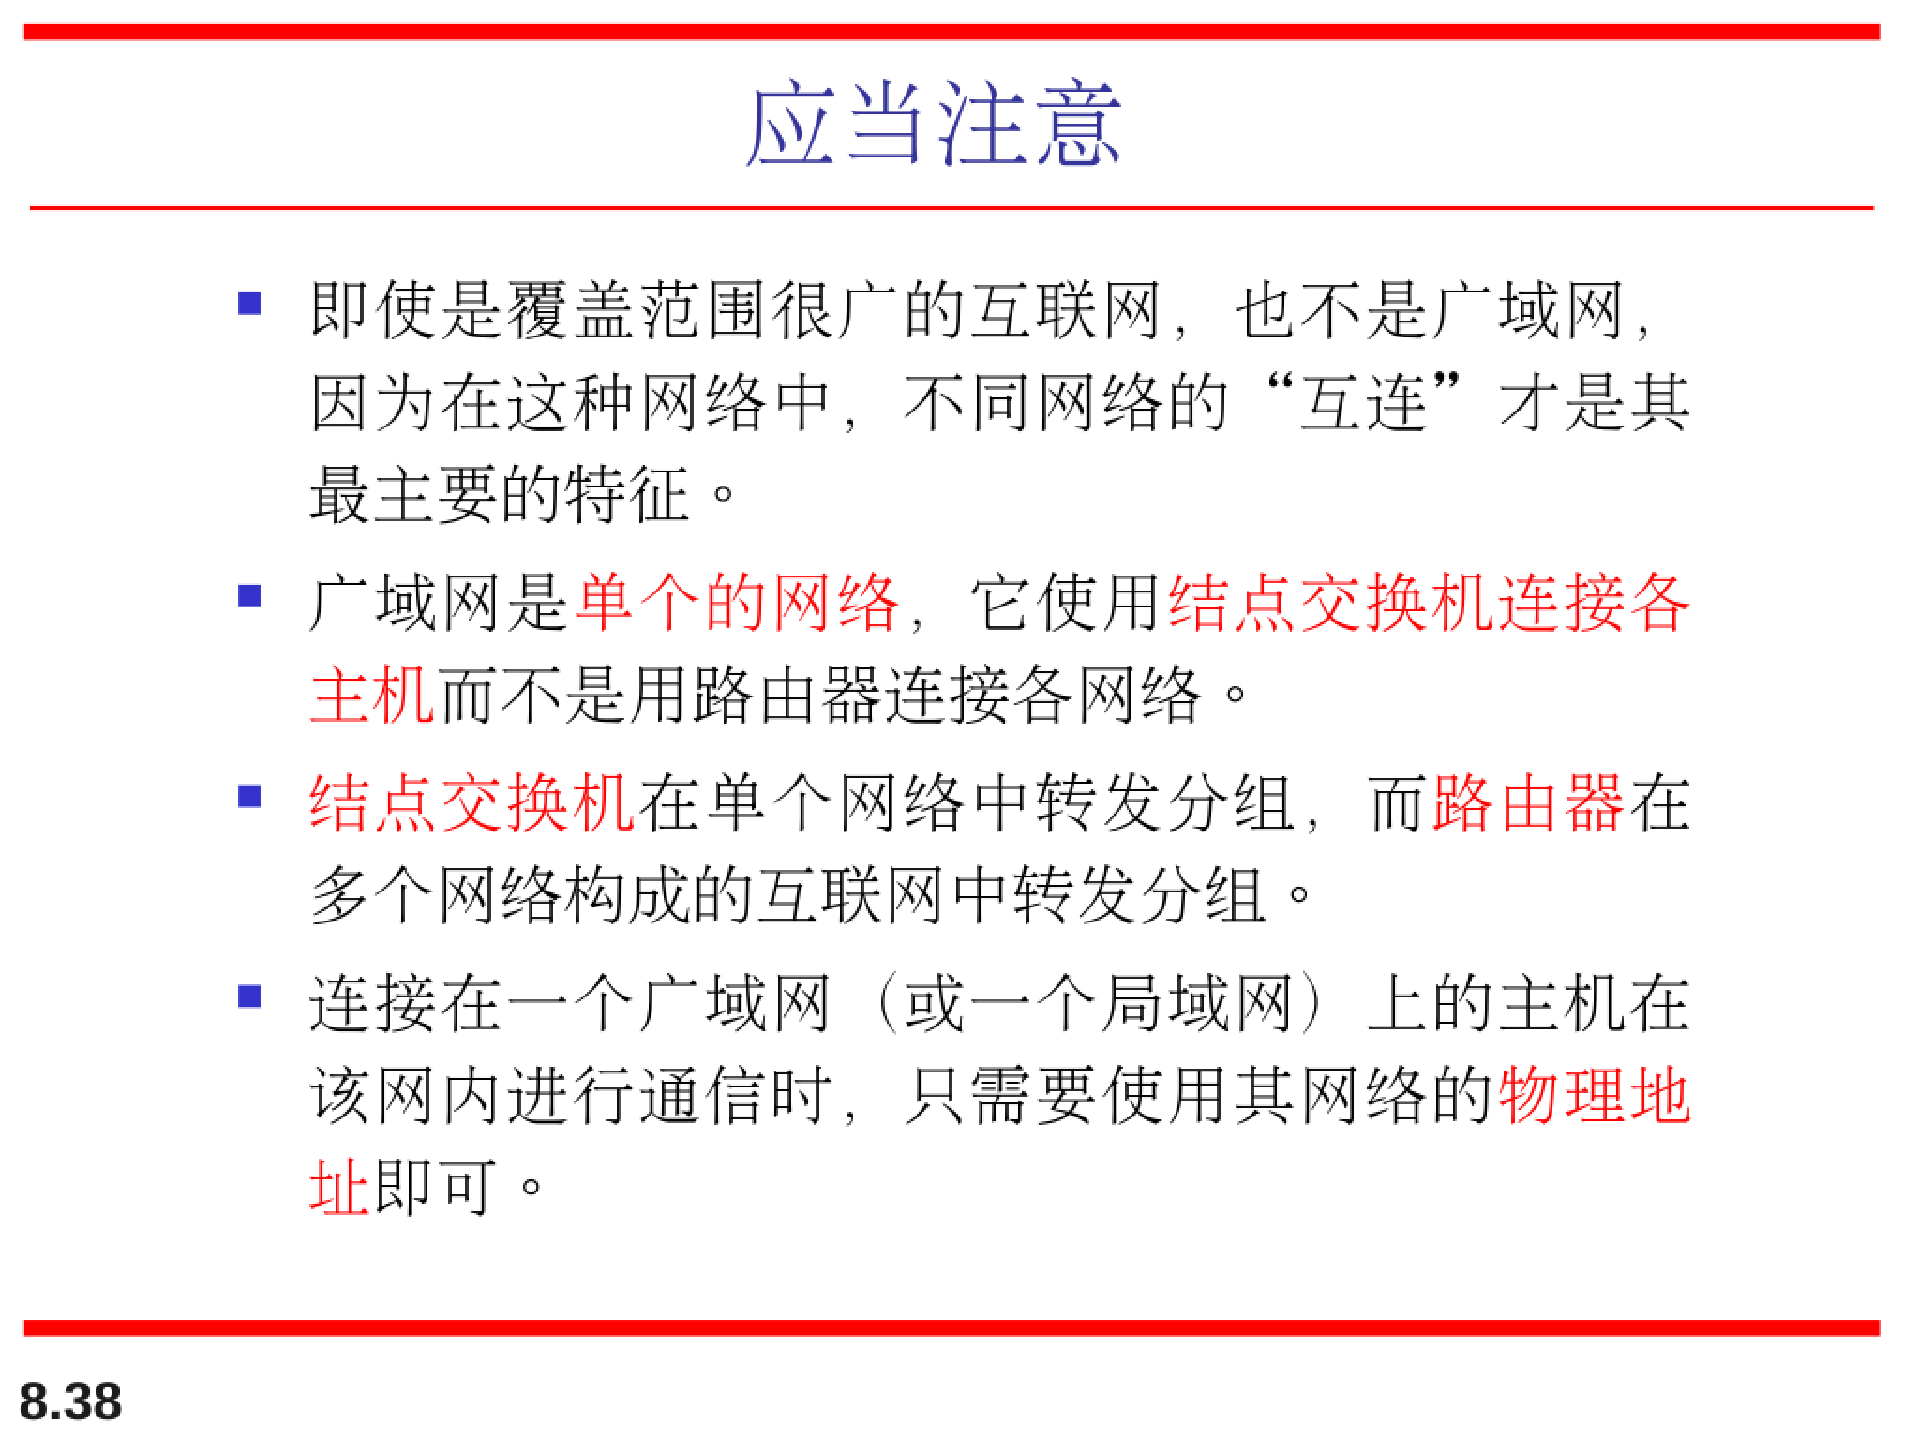 应当注意
即使是覆盖范围很广的互联网，也不是广域网，
因为在这种网络中，不同网络的“互连”才是其
最主要的特征。
广域网是单个的网络，它使用结点交换机连接各
主机而不是用路由器连接各网络。
结点交换机在单个网络中转发分组，而路由器在
多个网络构成的互联网中转发分组。
连接在一个广域网（或一个局域网）上的主机在
该网内进行通信时，只需要使用其网络的物理地
址即可。
8.38